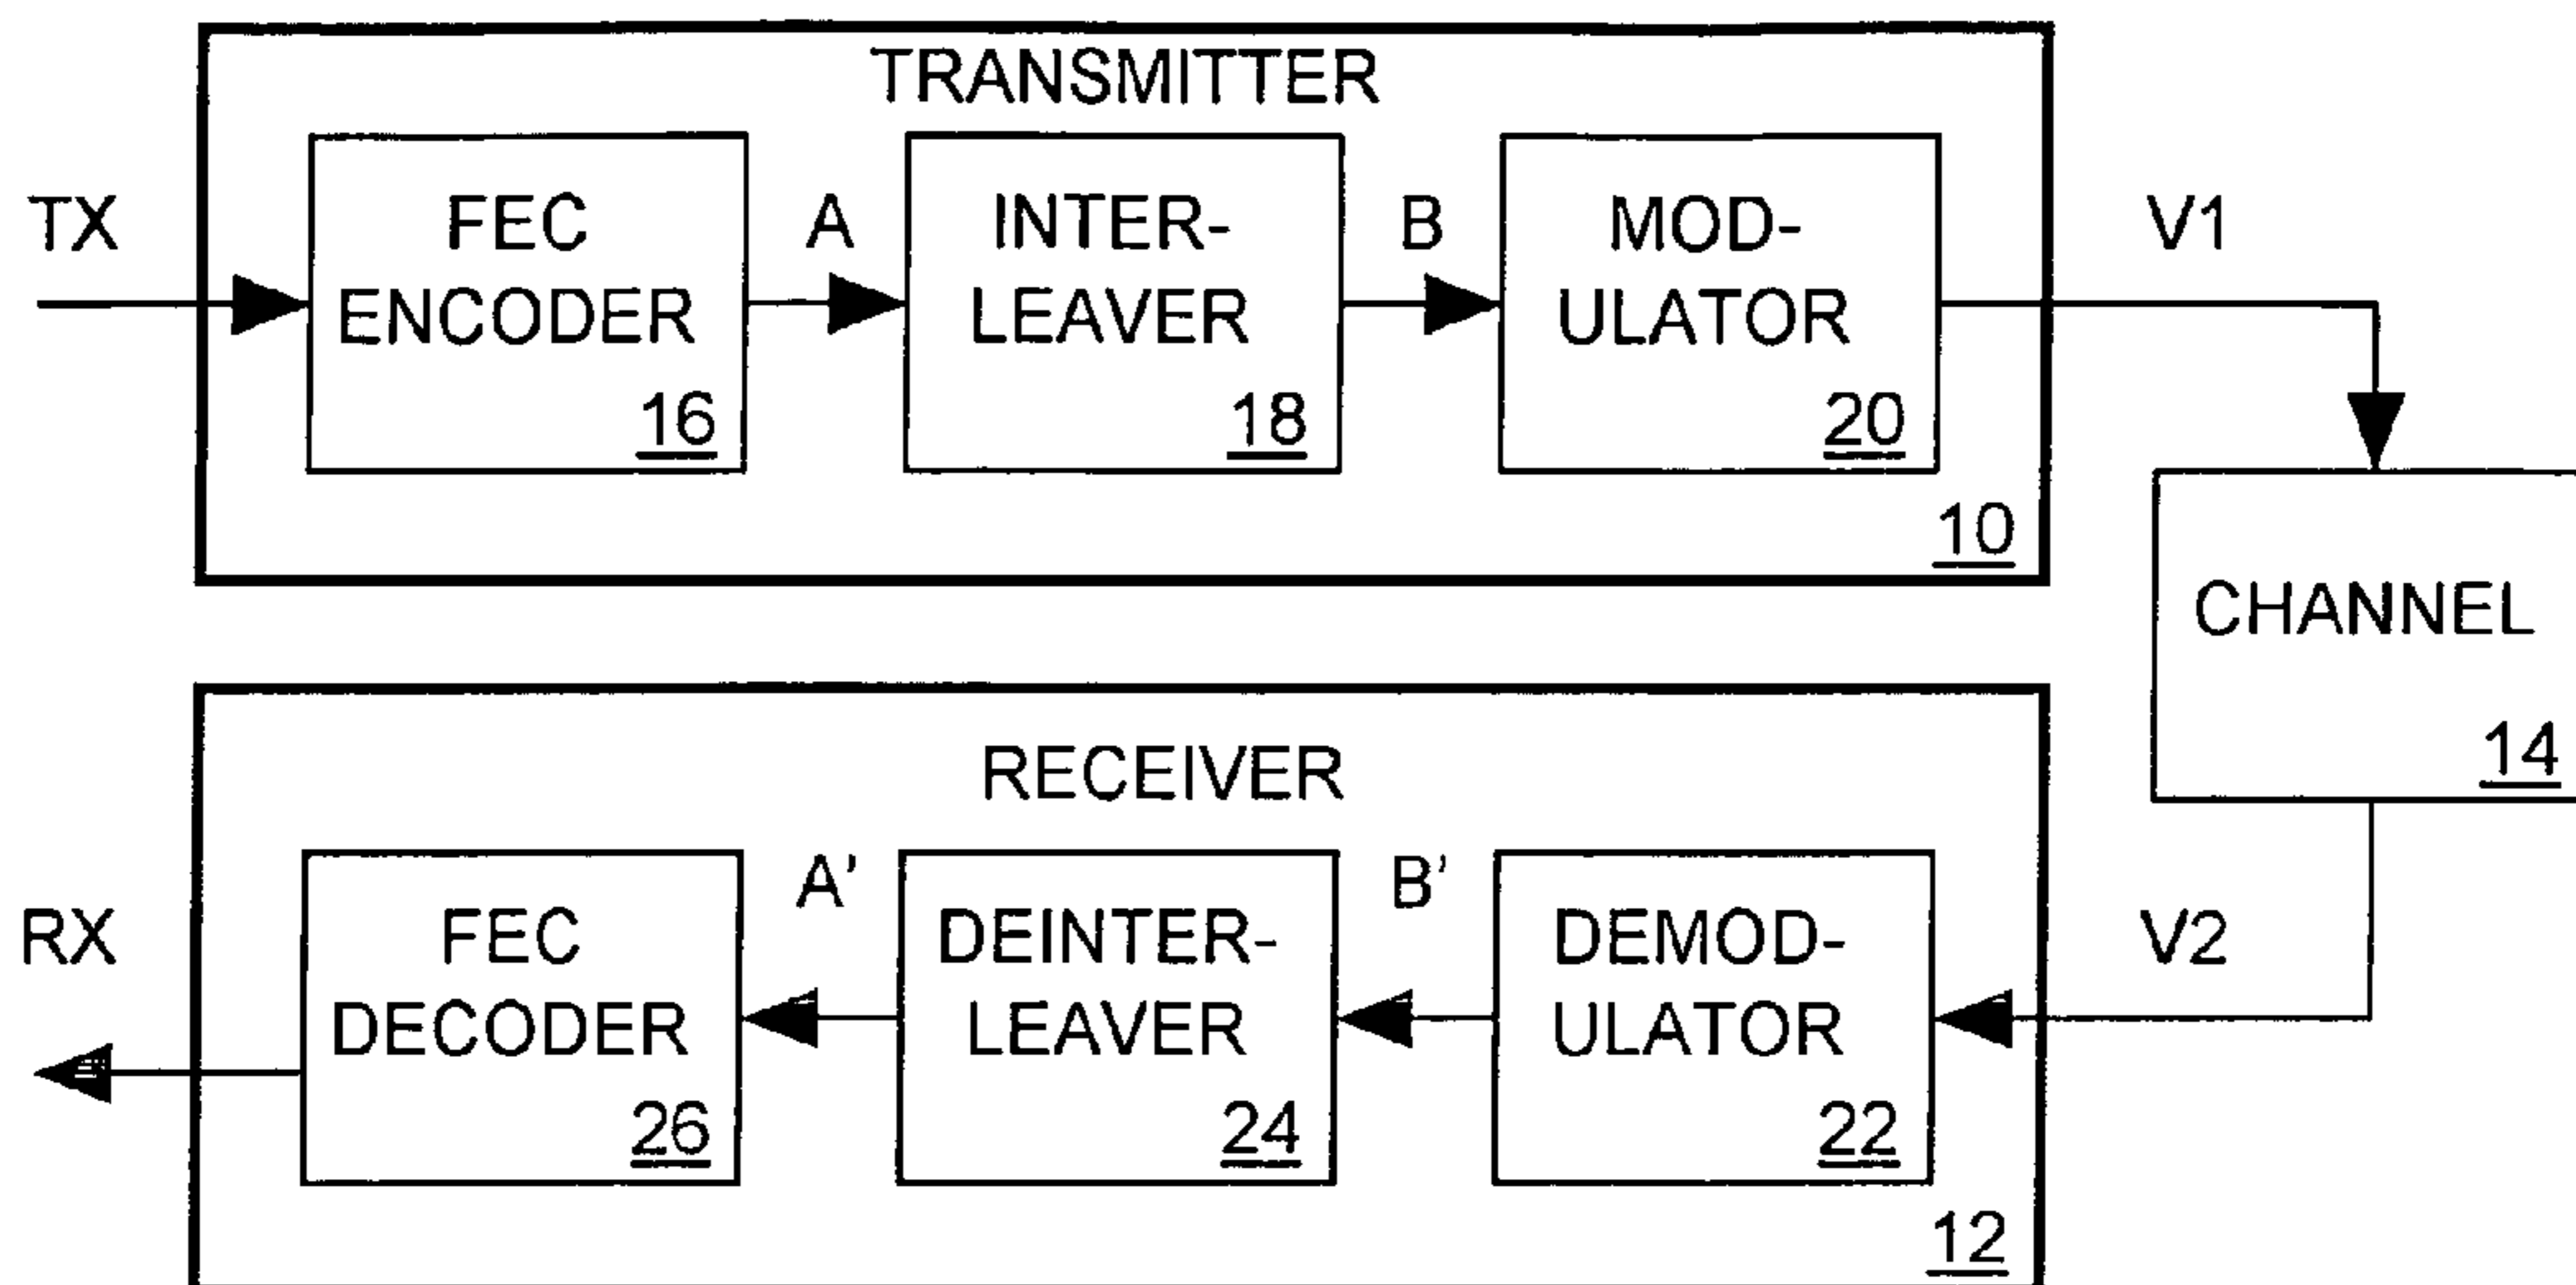 TRANSMITTER
TX
FEC
ENCODER
16
A
INTER-
LEAVER
18
B
MOD-
ULATOR
20
10
V1
CHANNEL
14
RECEIVER
RX
FEC
DECODER
26
A'
DEINTER-
LEAVER
24
B'
DEMOD-
ULATOR
22
12
V2